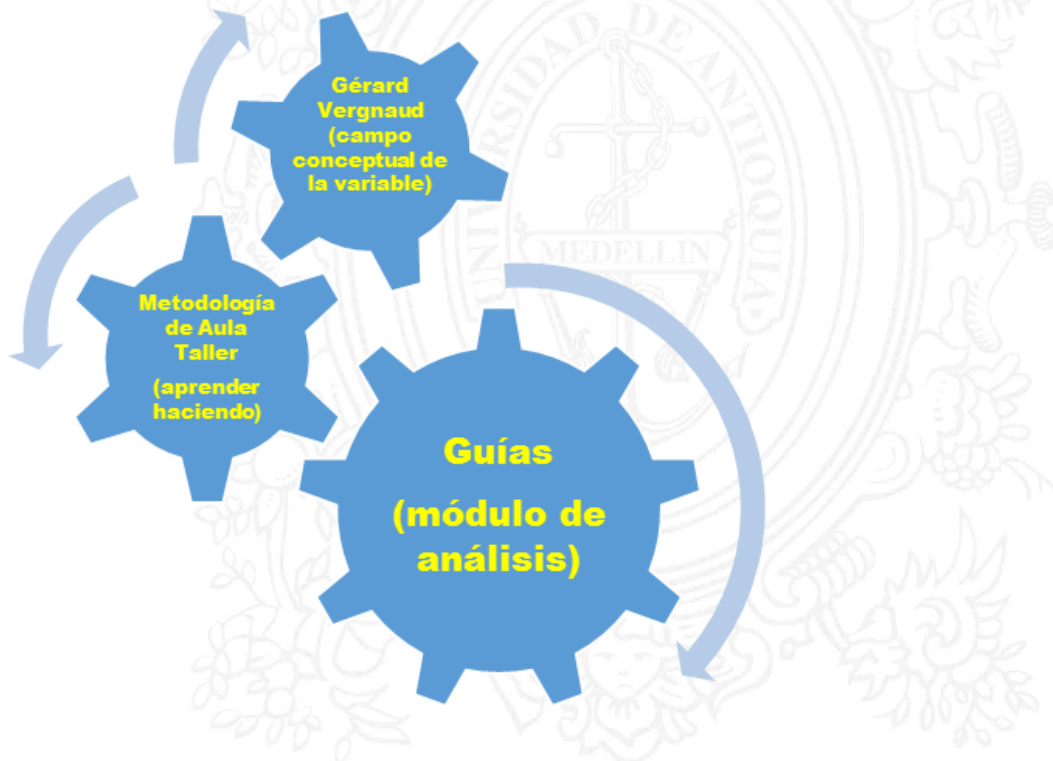 Gérard
Vergnaud
(campo
conceptual de
la variable)
Metodología
de Aula
Taller
(aprender
haciendo)
Guías
(módulo de
análisis)
UNIVERSIDAD DE ANTIOQUIA
MEDELLIN